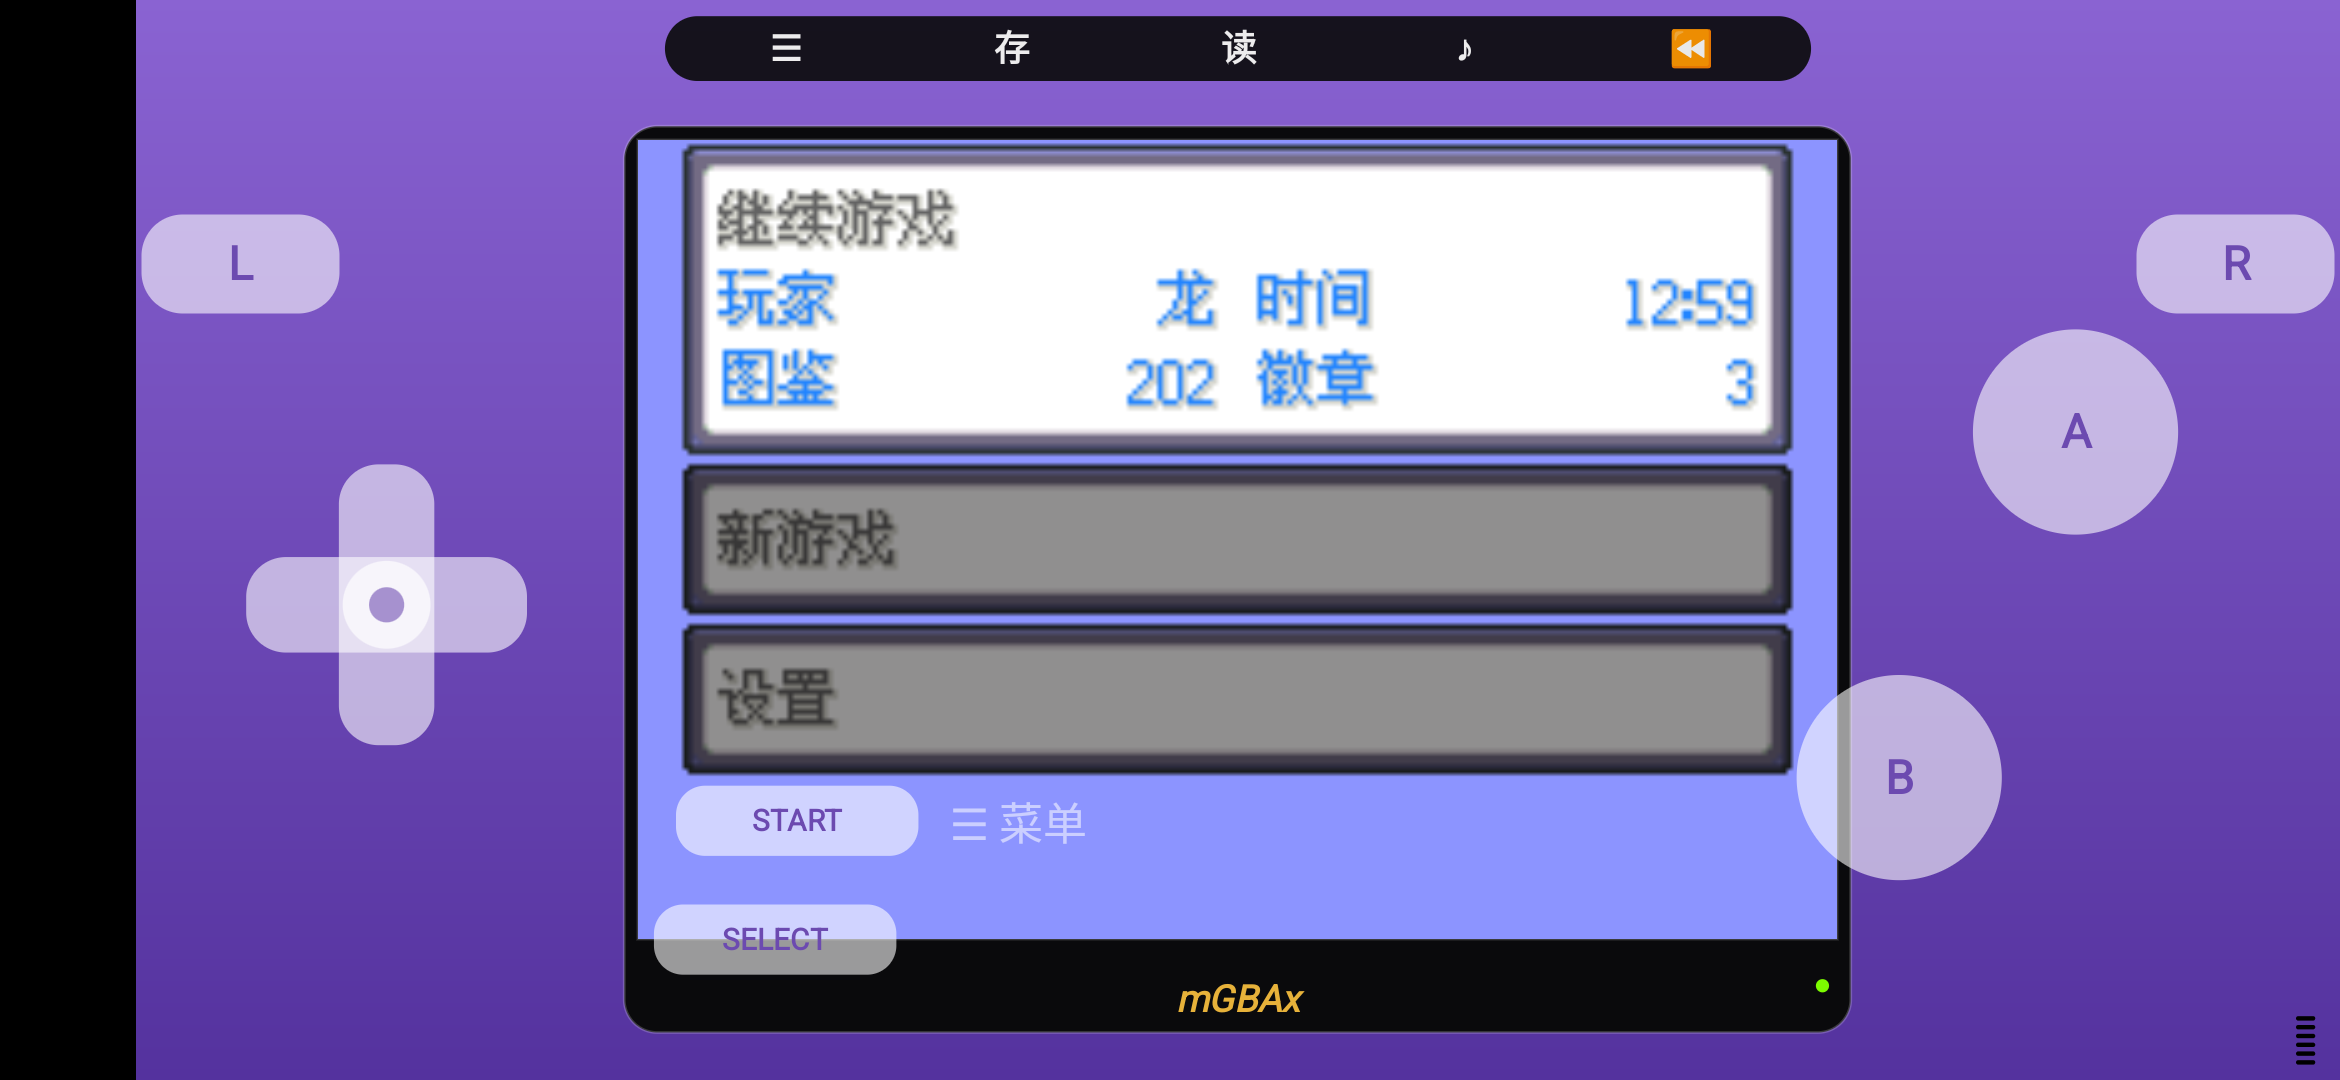 ☰ 存 读 ♪ ⏪
L
R
继续游戏
玩家 龙 时间 12:59
图鉴 202 徽章 3
A
新游戏
设置
B
START ☰ 菜单
SELECT
mGBAx